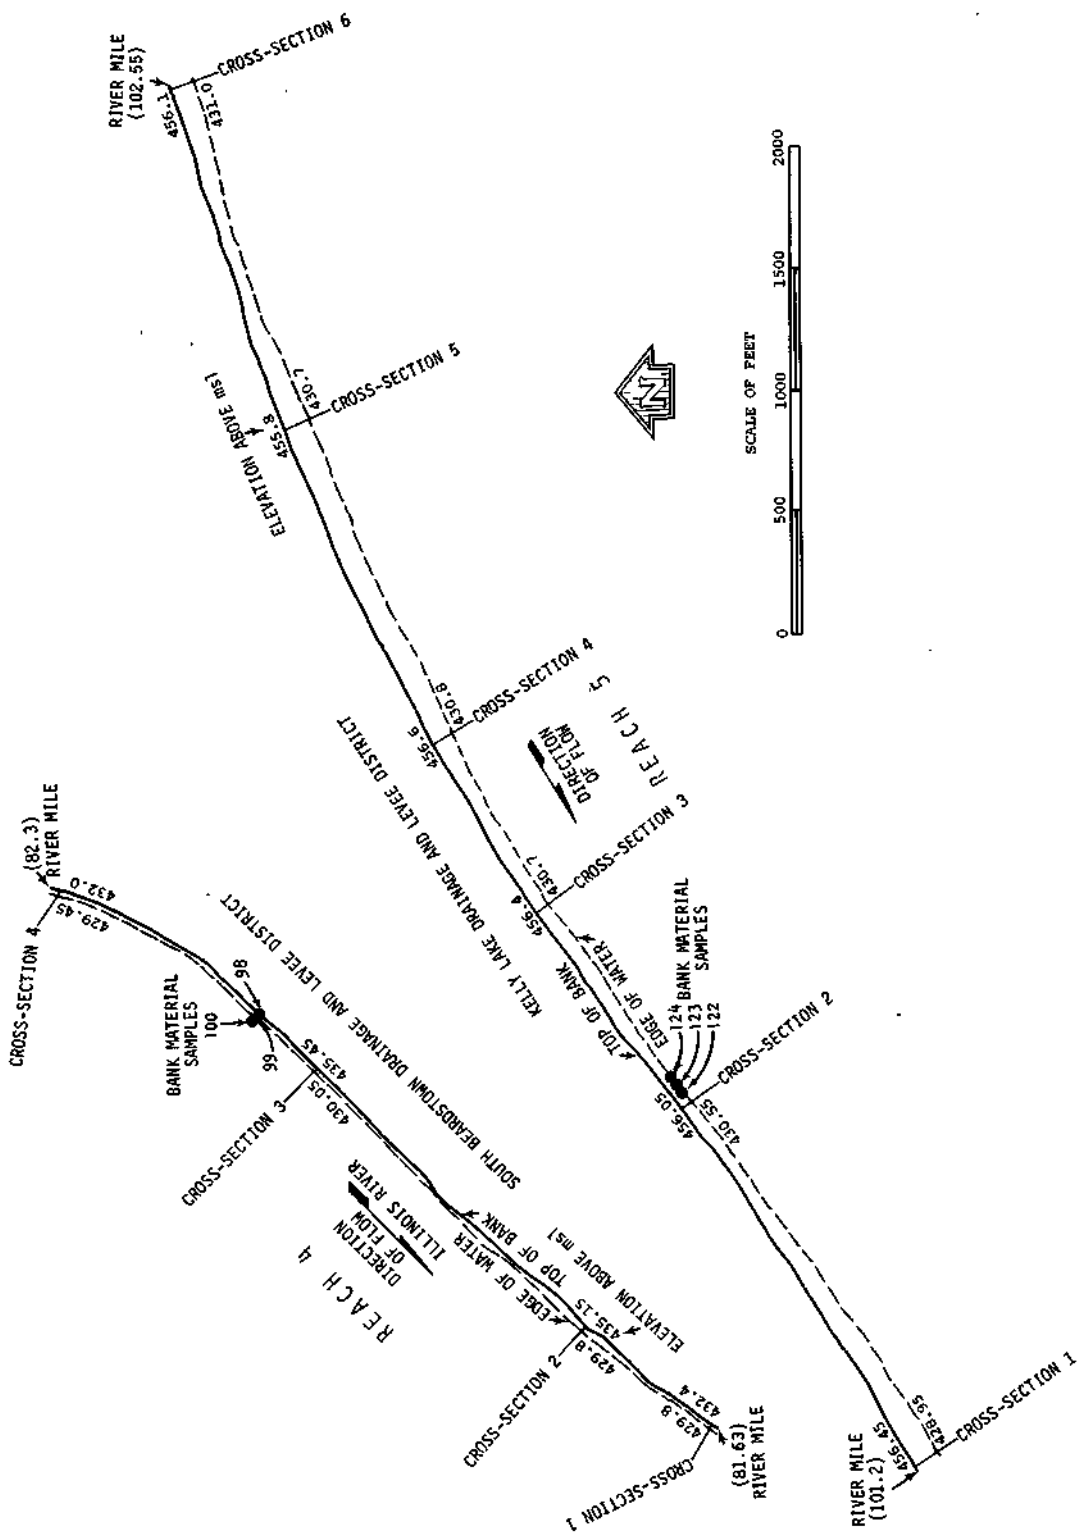 RIVER MILE
(102.55)
456.1
431.0
CROSS-SECTION 6
ELEVATION ABOVE msl
455.8
430.7
CROSS-SECTION 5
KELLY LAKE DRAINAGE AND LEVEE DISTRICT
456.6
430.8
CROSS-SECTION 4
DIRECTION
OF FLOW
REACH 5
456.4
430.7
CROSS-SECTION 3
TOP OF BANK
EDGE OF WATER
124 BANK MATERIAL
123 SAMPLES
122
456.05
430.55
CROSS-SECTION 2
456.45
428.95
CROSS-SECTION 1
RIVER MILE
(101.2)
N
SCALE OF FEET
0 500 1000 1500 2000
(82.3)
RIVER MILE
CROSS-SECTION 4
429.45
432.0
BANK MATERIAL
SAMPLES
100
99
98
SOUTH BEARDSTOWN DRAINAGE AND LEVEE DISTRICT
CROSS-SECTION 3
430.05
435.45
REACH 4
DIRECTION
OF FLOW
ILLINOIS RIVER
EDGE OF WATER
TOP OF BANK
ELEVATION ABOVE msl
CROSS-SECTION 2
429.8
435.15
CROSS-SECTION 1
429.8
432.4
(81.63)
RIVER MILE